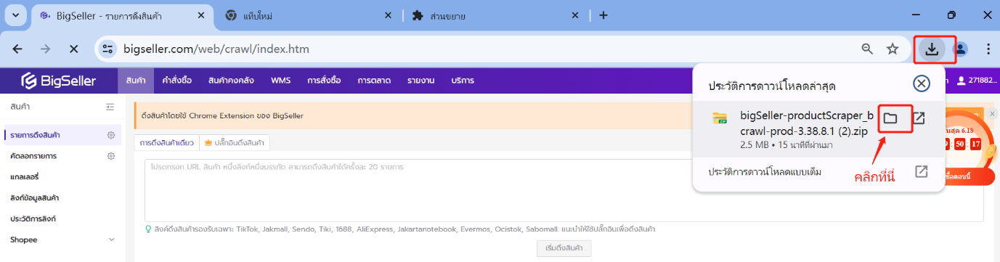 BigSeller - รายการดึงสินค้า
แท็บใหม่
ส่วนขยาย
bigseller.com/web/crawl/index.htm
BigSeller
สินค้า คำสั่งซื้อ สินค้าคงคลัง WMS การสั่งซื้อ การตลาด รายงาน บริการ
271882...
สินค้า
ดึงสินค้าโดยใช้ Chrome Extension ของ BigSeller
รายการดึงสินค้า
คัดลอกรายการ
แกลเลอรี่
ลิงก์ข้อมูลสินค้า
ประวัติการลิงก์
Shopee
การดึงสินค้าเดียว
ปลั๊กอินดึงสินค้า
โปรดกรอก URL สินค้า หนึ่งลิงก์หนึ่งบรรทัด สามารถดึงสินค้าได้ครั้งละ 20 รายการ
ลิงค์ดึงสินค้ารองรับเฉพาะ TikTok, Jakmall, Sendo, Tiki, 1688, AliExpress, Jakartanotebook, Evermos, Ocistok, Sabomall. แนะนำให้ใช้ปลั๊กอินเพื่อดึงสินค้า
เริ่มดึงสินค้า
ประวัติการดาวน์โหลดล่าสุด
bigSeller-productScraper_b
crawl-prod-3.38.8.1 (2).zip
2.5 MB • 15 นาทีที่ผ่านมา
ประวัติการดาวน์โหลดแบบเต็ม
คลิกที่นี่
6.18
50 : 17